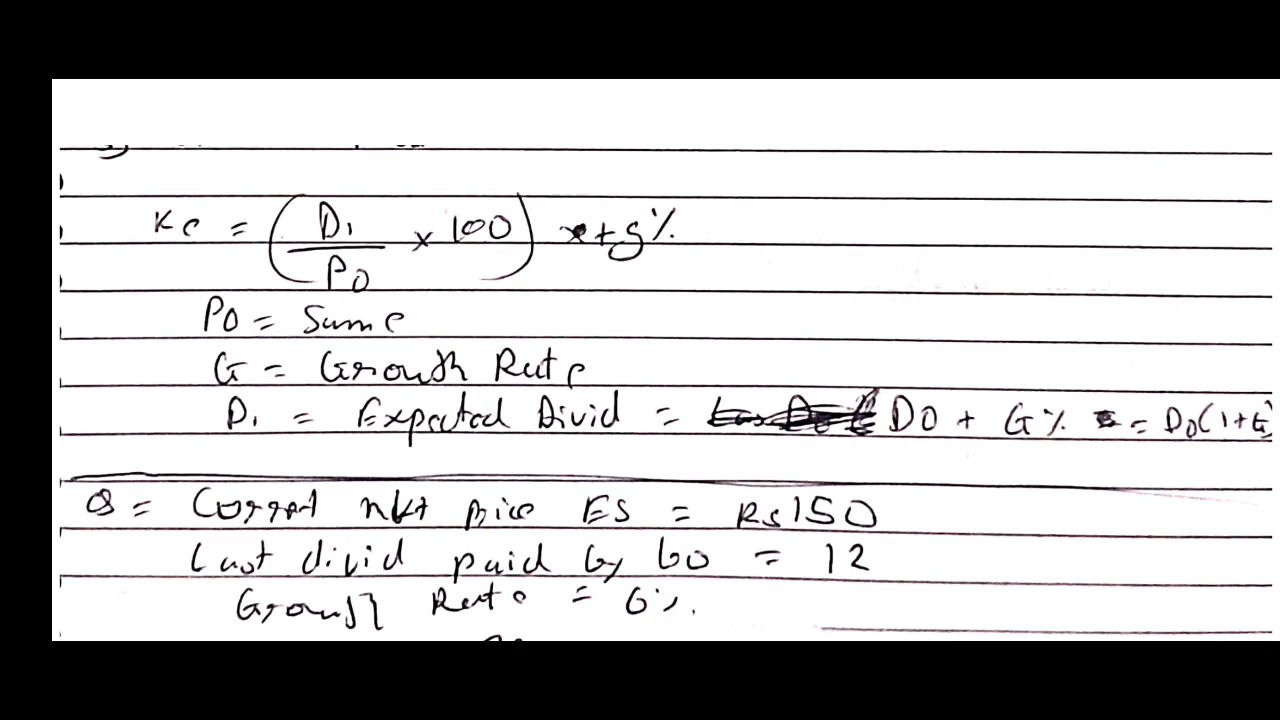 Ke = (D1/P0 × 100) + g%
P0 = Same
G = Growth Rate
D1 = Expected Divid = D0 + G% = D0(1+G)
Q = Current mkt price ES = Rs150
Last divid paid by co = 12
Growth Rate = 6%